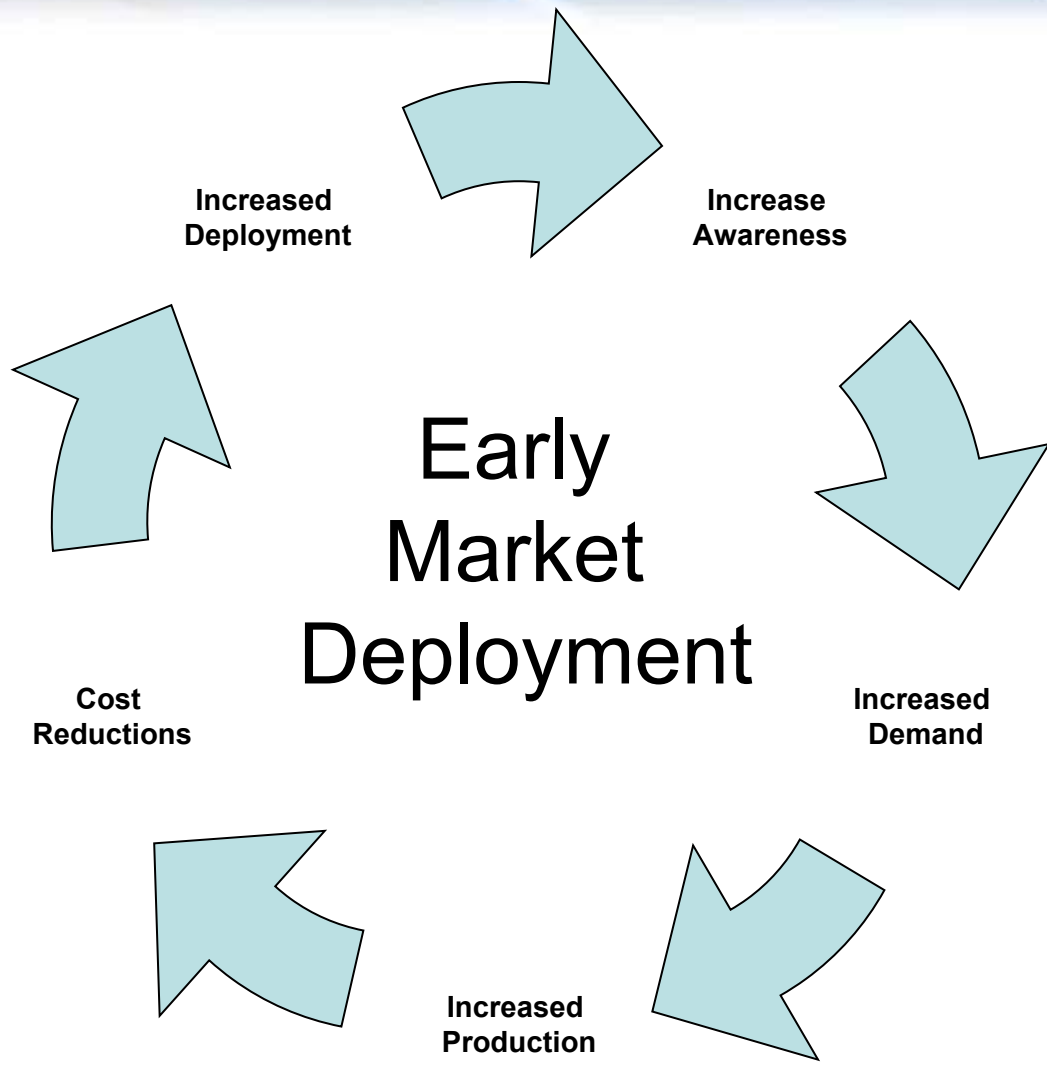 Increased
Deployment
Increase
Awareness
Early
Market
Deployment
Cost
Reductions
Increased
Demand
Increased
Production